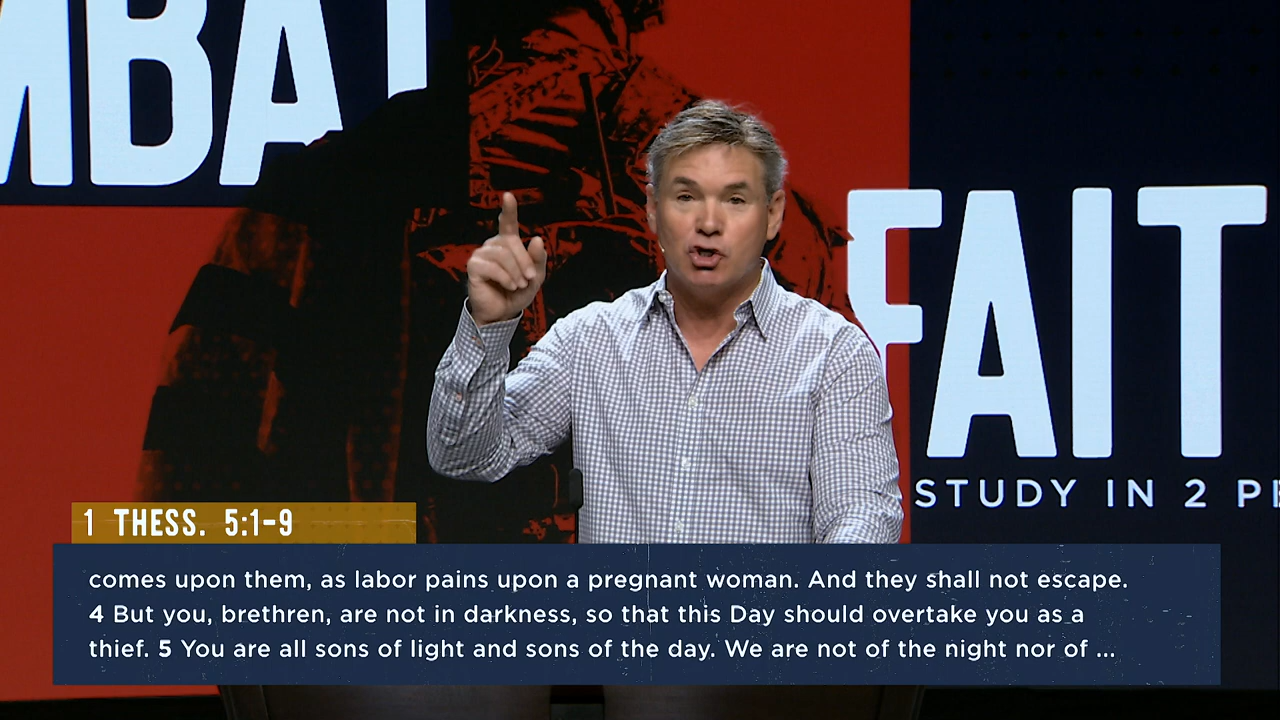 MBAT
FAIT
STUDY IN 2 PE
1 THESS. 5:1-9
comes upon them, as labor pains upon a pregnant woman. And they shall not escape.
4 But you, brethren, are not in darkness, so that this Day should overtake you as a
thief. 5 You are all sons of light and sons of the day. We are not of the night nor of ...